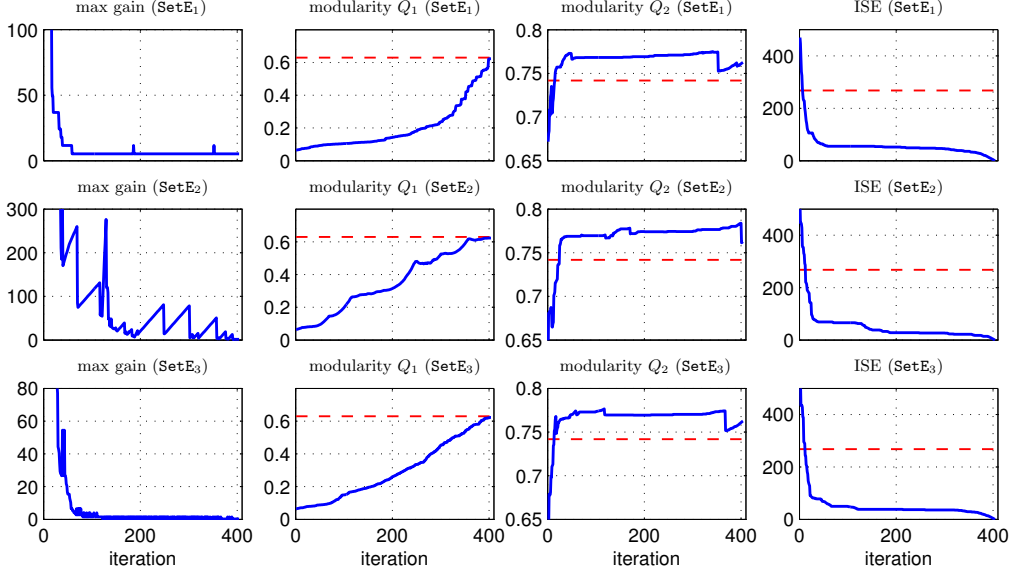 max gain (SetE₁) modularity Q₁ (SetE₁) modularity Q₂ (SetE₁) ISE (SetE₁)
100 0.8 400
50 0.6 0.75 200
0 0.4 0.7 0
0.2 0.65
0
max gain (SetE₂) modularity Q₁ (SetE₂) modularity Q₂ (SetE₂) ISE (SetE₂)
300 0.8 400
200 0.6 0.75 200
100 0.4 0.7 0
0 0.2 0.65
0
max gain (SetE₃) modularity Q₁ (SetE₃) modularity Q₂ (SetE₃) ISE (SetE₃)
80 0.8 400
60 0.6 0.75 200
40 0.4 0.7 0
20 0.2 0.65
0 0
0 200 400 0 200 400 0 200 400 0 200 400
iteration iteration iteration iteration